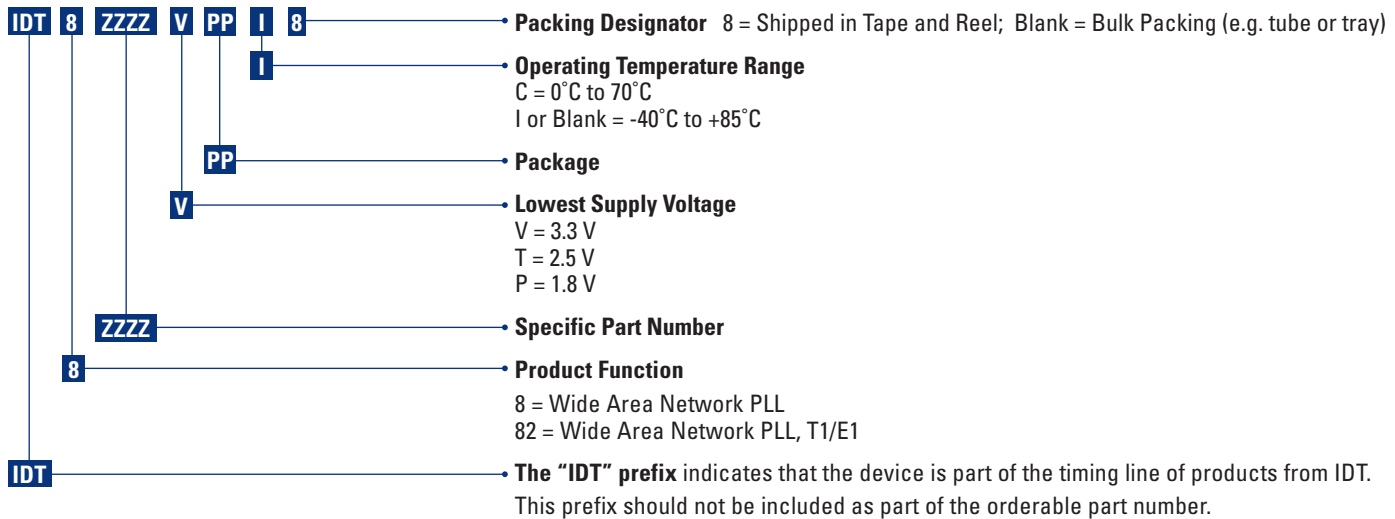 IDT 8 ZZZZ V PP I 8 Packing Designator 8 = Shipped in Tape and Reel; Blank = Bulk Packing (e.g. tube or tray)
I Operating Temperature Range
C = 0˚C to 70˚C
I or Blank = -40˚C to +85˚C
PP Package
V Lowest Supply Voltage
V = 3.3 V
T = 2.5 V
P = 1.8 V
ZZZZ Specific Part Number
8 Product Function
8 = Wide Area Network PLL
82 = Wide Area Network PLL, T1/E1
IDT The “IDT” prefix indicates that the device is part of the timing line of products from IDT.
This prefix should not be included as part of the orderable part number.